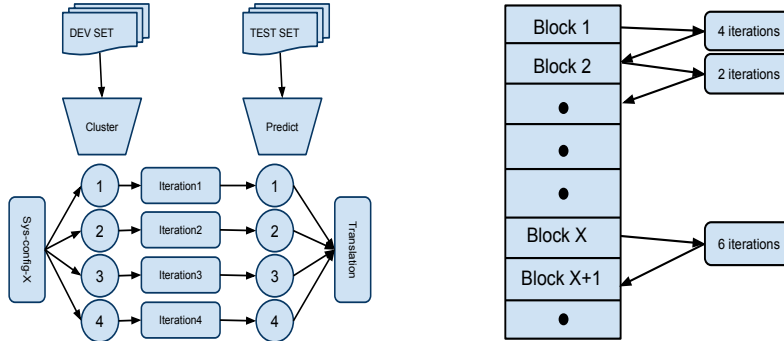 DEV SET
TEST SET
Cluster
Predict
Sys-config-X
1
Iteration1
1
2
Iteration2
2
3
Iteration3
3
4
Iteration4
4
Translation
Block 1
4 iterations
Block 2
2 iterations
Block X
6 iterations
Block X+1